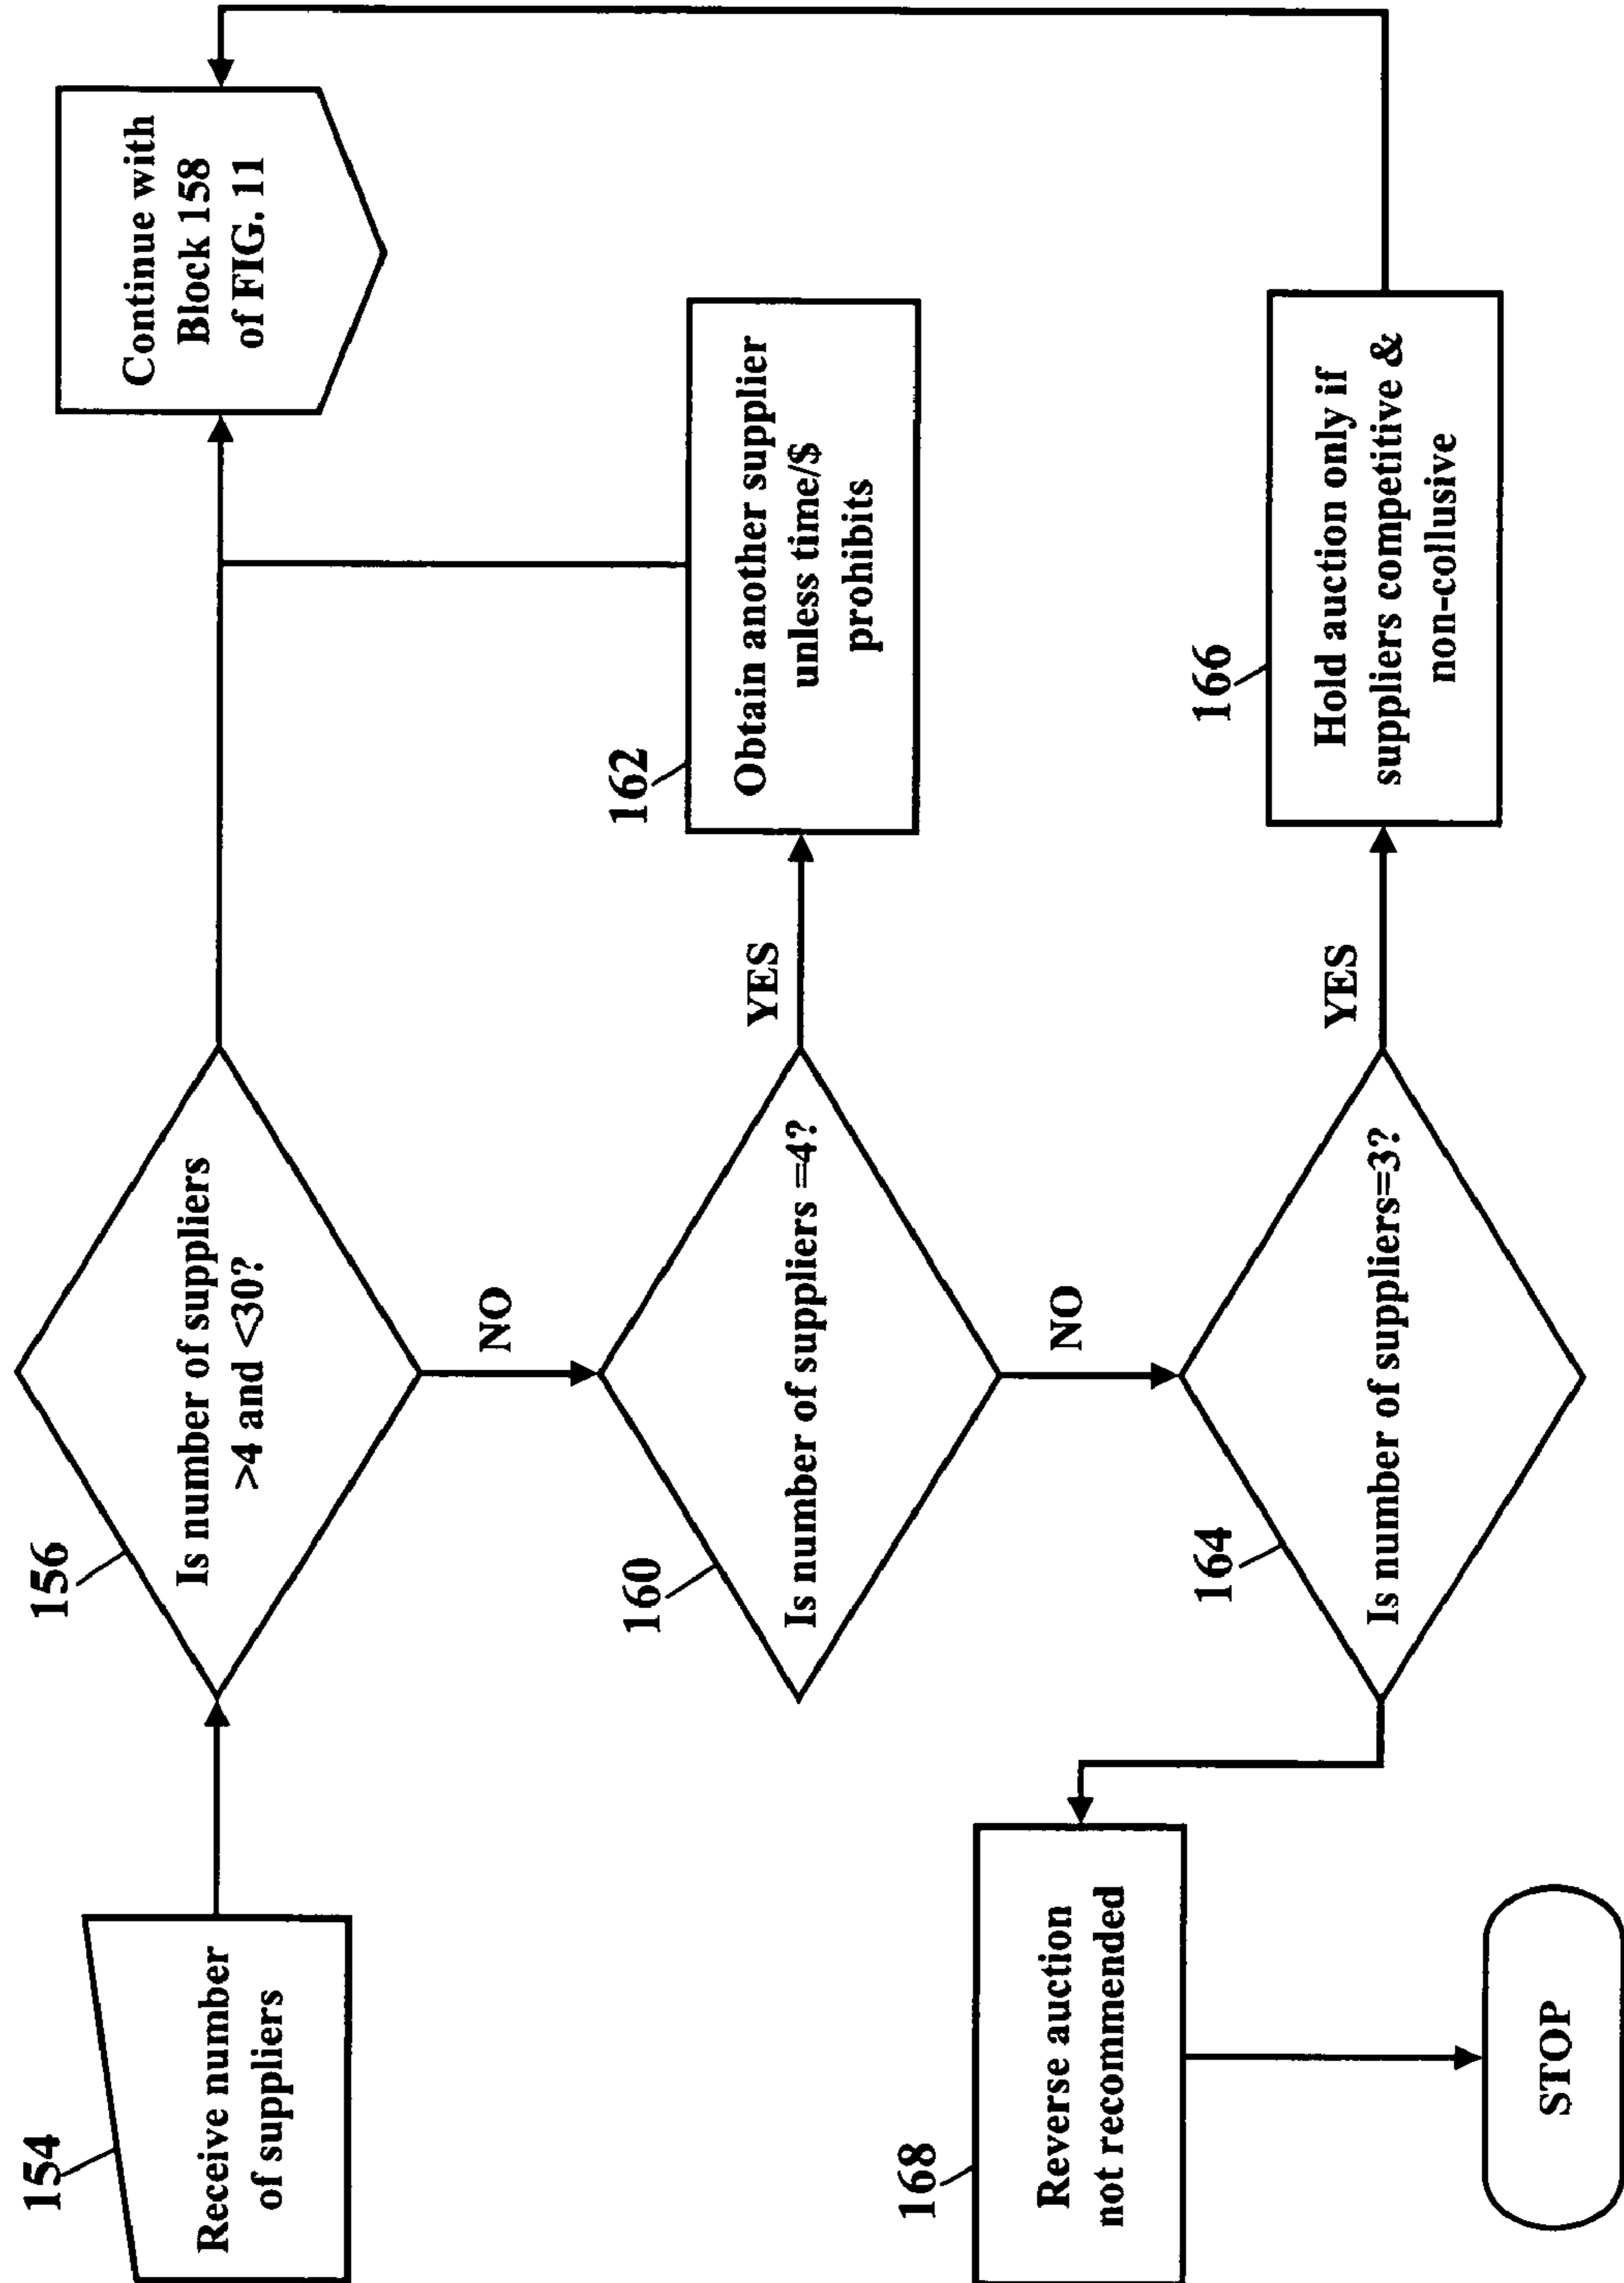 154
Receive number
of suppliers
156
Is number of suppliers
>4 and <30?
Continue with
Block 158
of FIG. 11
NO
160
Is number of suppliers =4?
YES
162
Obtain another supplier
unless time/$
prohibits
NO
164
Is number of suppliers=3?
YES
166
Hold auction only if
suppliers competitive &
non-collusive
168
Reverse auction
not recommended
STOP